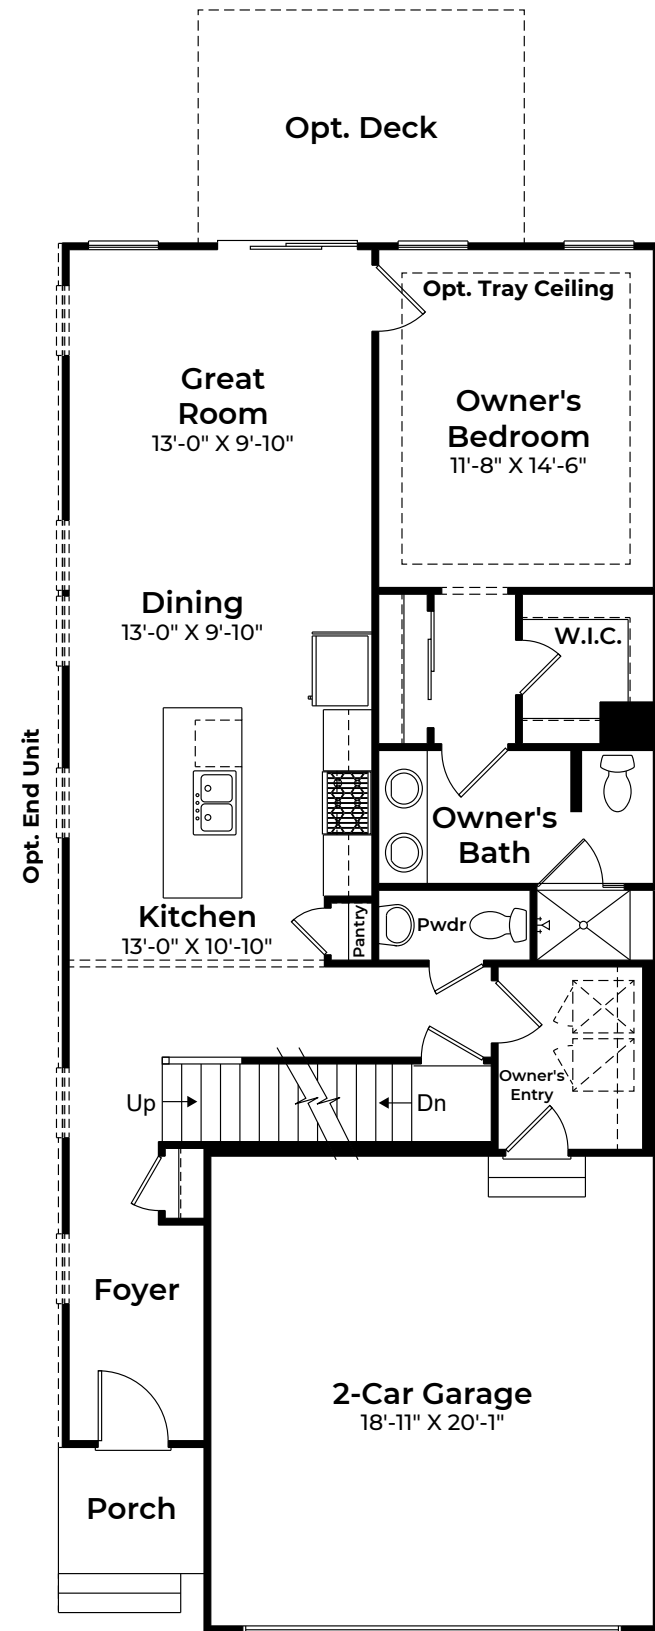 Opt. Deck
Opt. Tray Ceiling
Great
Room
13'-0" X 9'-10"
Owner's
Bedroom
11'-8" X 14'-6"
Dining
13'-0" X 9'-10"
W.I.C.
Opt. End Unit
Owner's
Bath
Kitchen
13'-0" X 10'-10"
Pantry
Pwdr
Owner's
Entry
Up
Dn
Foyer
2-Car Garage
18'-11" X 20'-1"
Porch